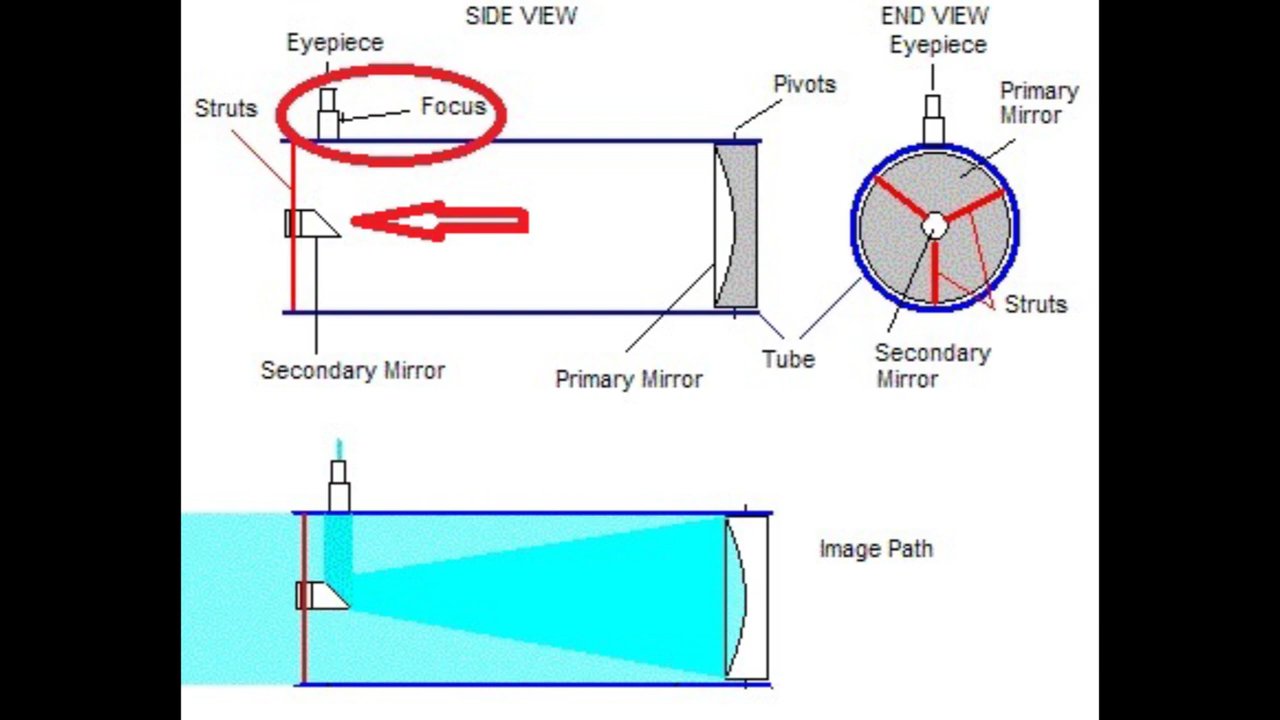 SIDE VIEW
END VIEW
Eyepiece
Eyepiece
Struts
Focus
Pivots
Primary
Mirror
Struts
Secondary Mirror
Primary Mirror
Tube
Secondary
Mirror
Image Path